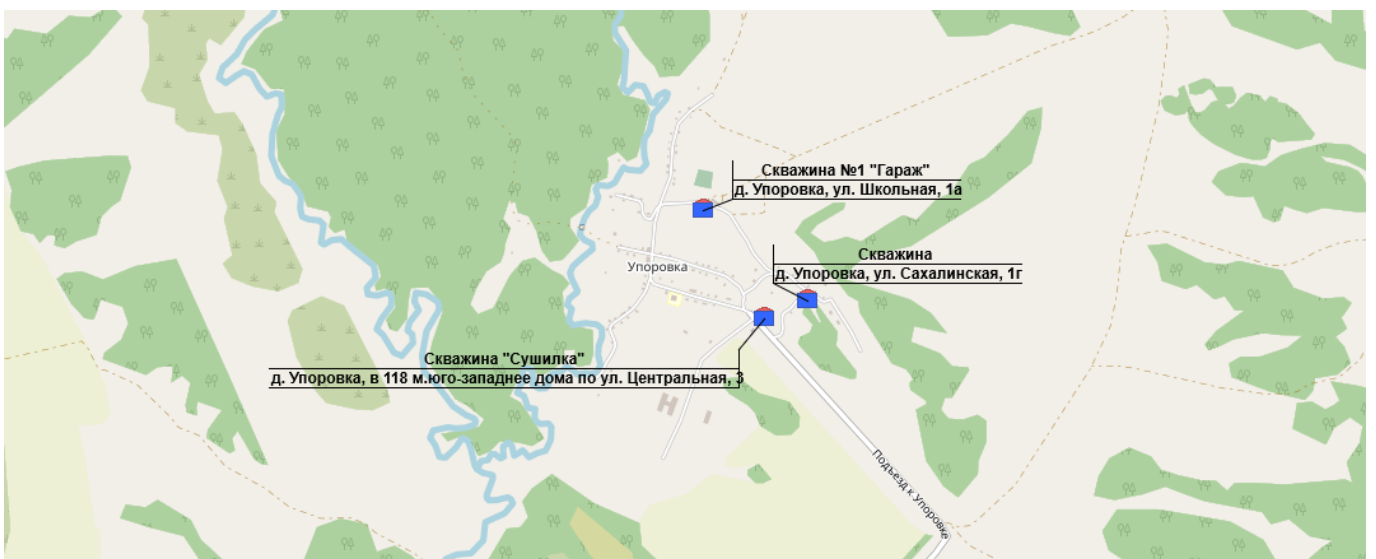 Скважина №1 "Гараж"
д. Упоровка, ул. Школьная, 1а
Скважина
д. Упоровка, ул. Сахалинская, 1г
Упоровка
Скважина "Сушилка"
д. Упоровка, в 118 м.юго-западнее дома по ул. Центральная, 3
Подъезд к Упоровке